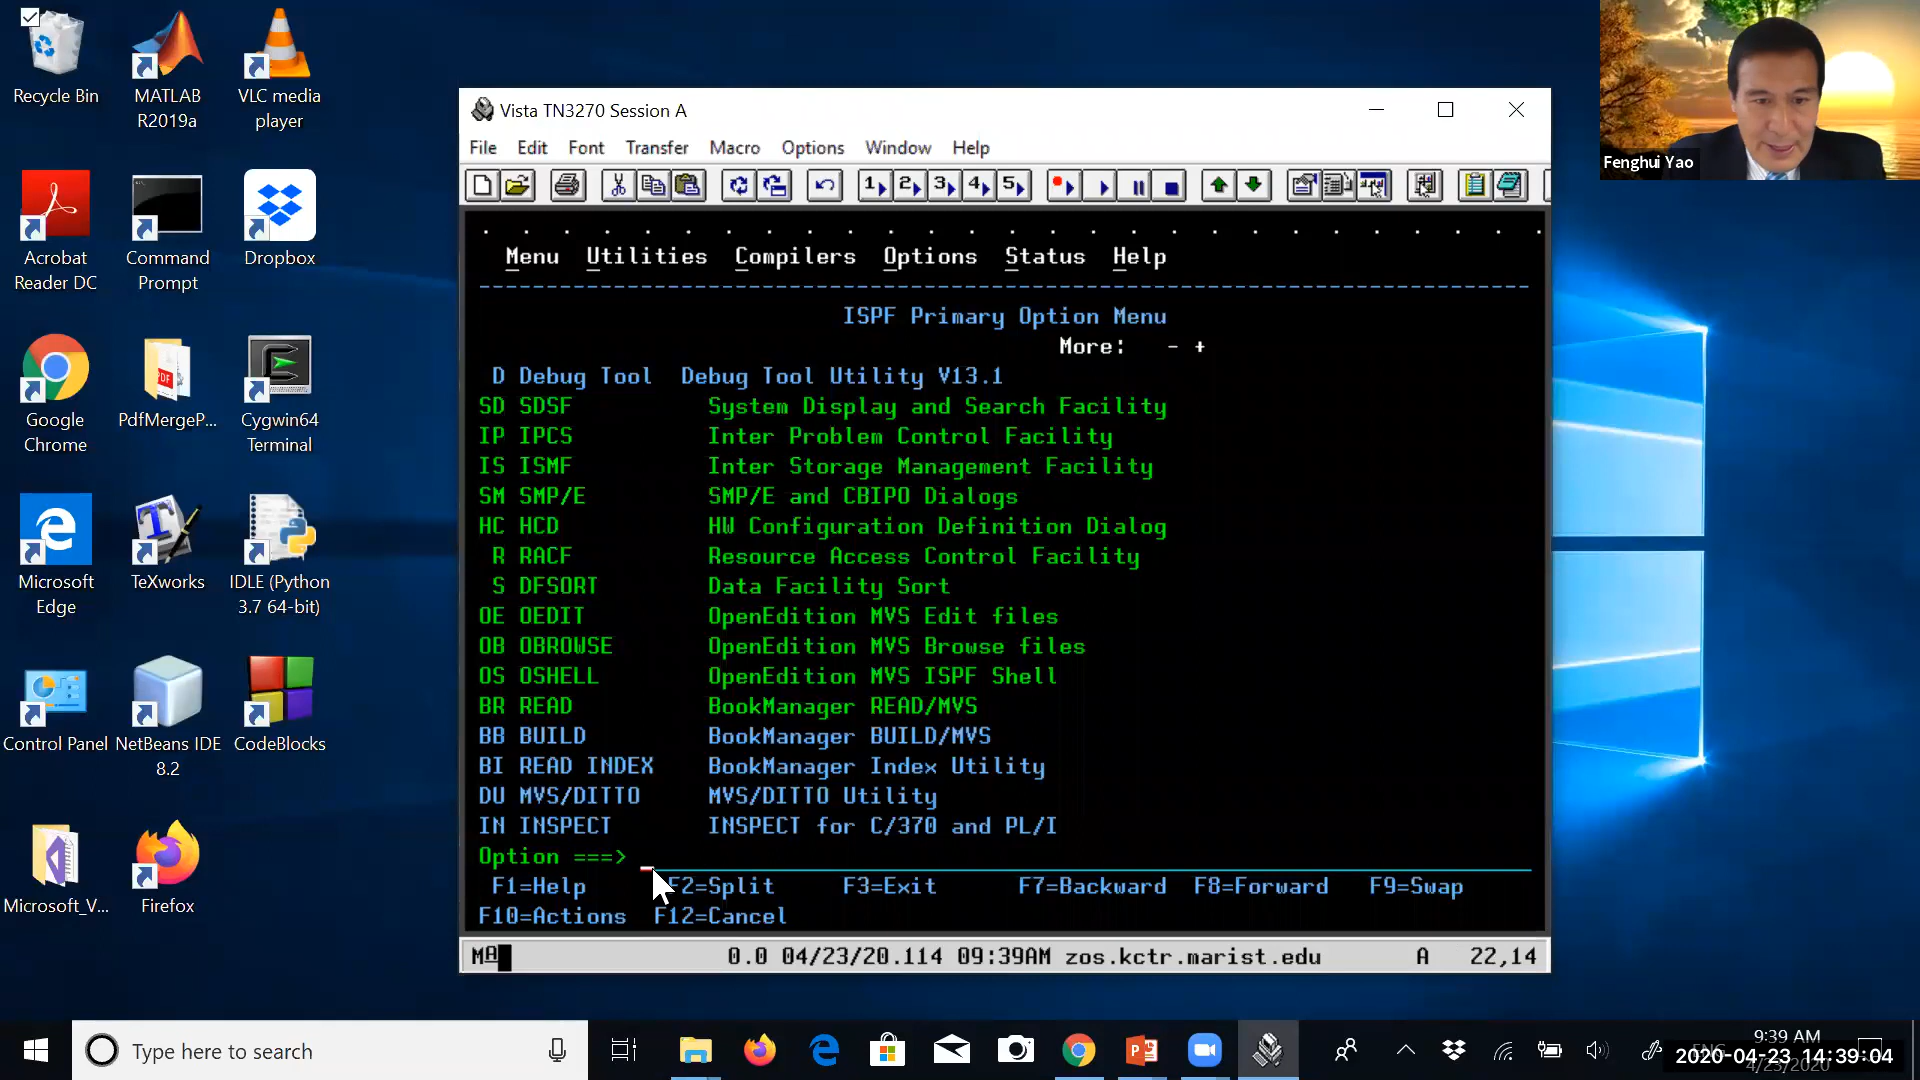 Recycle Bin
MATLAB
R2019a
VLC media
player
Acrobat
Reader DC
Command
Prompt
Dropbox
Google
Chrome
PdfMergeP...
Cygwin64
Terminal
Microsoft
Edge
TeXworks
IDLE (Python
3.7 64-bit)
Control Panel
NetBeans IDE
8.2
CodeBlocks
Microsoft_V...
Firefox
Vista TN3270 Session A
File Edit Font Transfer Macro Options Window Help
1 2 3 4 5
Menu Utilities Compilers Options Status Help
ISPF Primary Option Menu
More: - +
D Debug Tool Debug Tool Utility V13.1
SD SDSF System Display and Search Facility
IP IPCS Inter Problem Control Facility
IS ISMF Inter Storage Management Facility
SM SMP/E SMP/E and CBIPO Dialogs
HC HCD HW Configuration Definition Dialog
R RACF Resource Access Control Facility
S DFSORT Data Facility Sort
OE OEDIT OpenEdition MVS Edit files
OB OBROWSE OpenEdition MVS Browse files
OS OSHELL OpenEdition MVS ISPF Shell
BR READ BookManager READ/MVS
BB BUILD BookManager BUILD/MVS
BI READ INDEX BookManager Index Utility
DU MVS/DITTO MVS/DITTO Utility
IN INSPECT INSPECT for C/370 and PL/I
Option ===>
F1=Help F2=Split F3=Exit F7=Backward F8=Forward F9=Swap
F10=Actions F12=Cancel
MA 0.0 04/23/20.114 09:39AM zos.kctr.marist.edu A 22,14
Fenghui Yao
Type here to search
ENG
9:39 AM
4/23/2020
2020-04-23 14:39:04